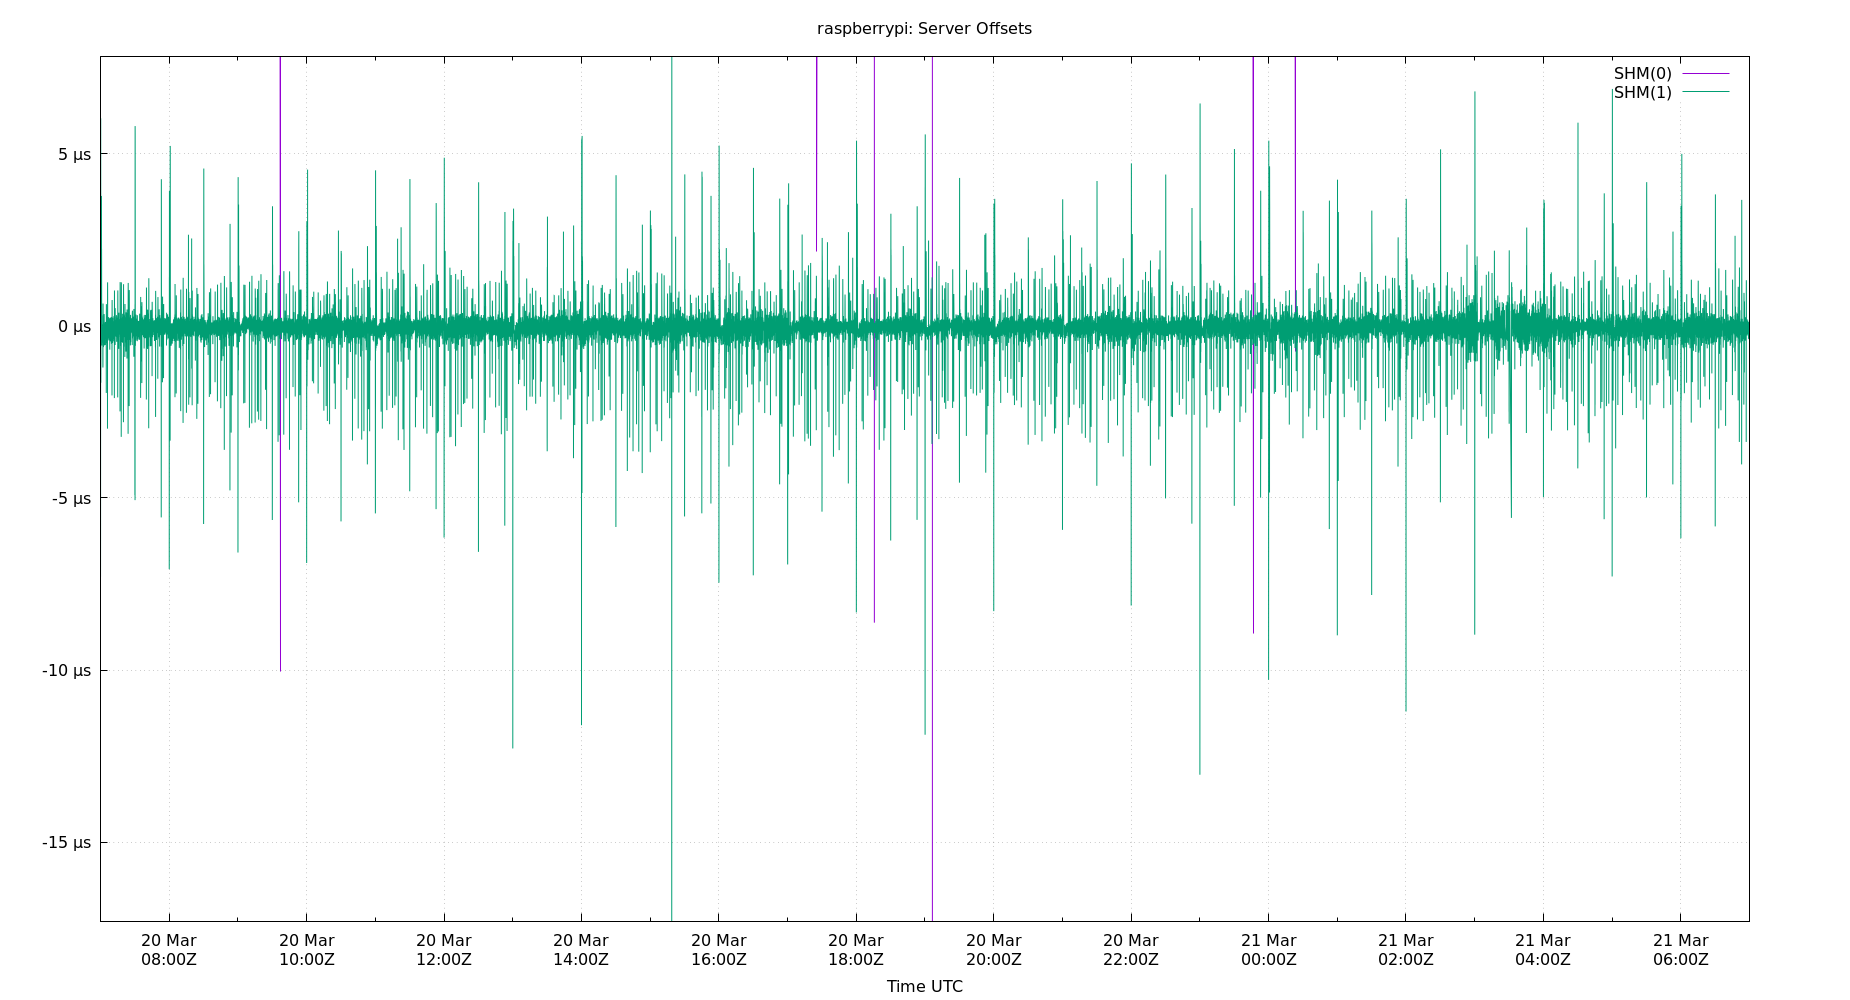 raspberrypi: Server Offsets
SHM(0)
SHM(1)
5 µs
0 µs
-5 µs
-10 µs
-15 µs
20 Mar 20 Mar 20 Mar 20 Mar 20 Mar 20 Mar 20 Mar 20 Mar 21 Mar 21 Mar 21 Mar 21 Mar
08:00Z 10:00Z 12:00Z 14:00Z 16:00Z 18:00Z 20:00Z 22:00Z 00:00Z 02:00Z 04:00Z 06:00Z
Time UTC